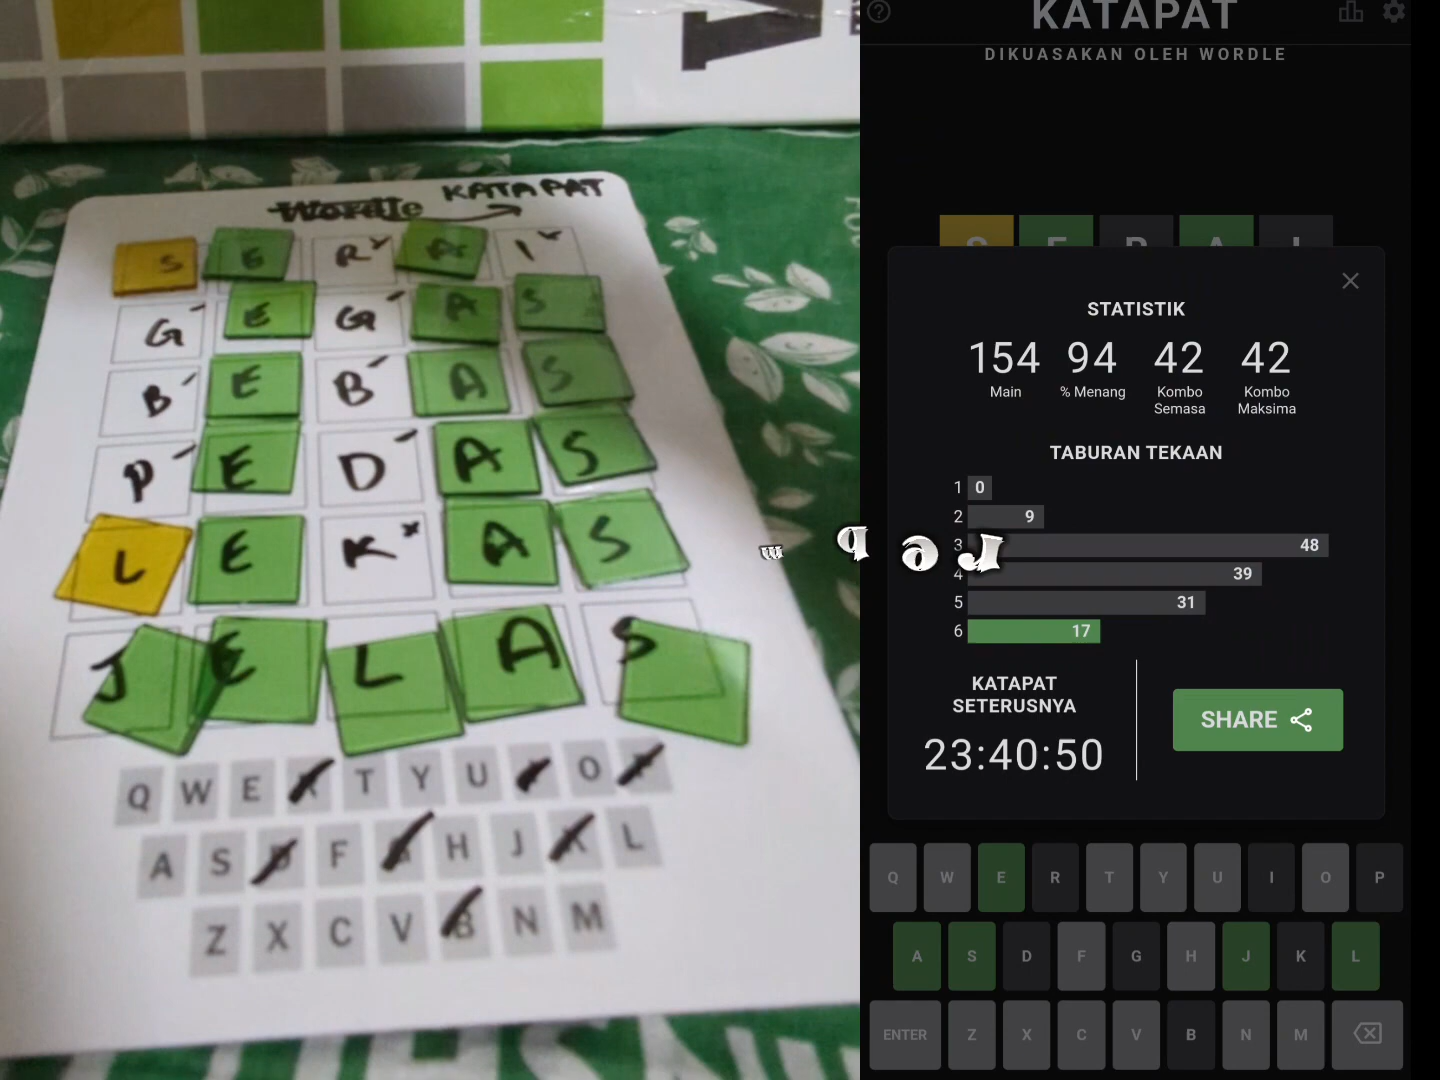 Wordle KATAPAT
S E R A I
G E G A S
B E B A S
P E D A S
L E K A S
J E L A S
Q W E R T Y U I O P
A S D F G H J K L
Z X C V B N M
KATAPAT
DIKUASAKAN OLEH WORDLE
S E R A I
STATISTIK
154 94 42 42
Main % Menang Kombo Semasa Kombo Maksima
TABURAN TEKAAN
1 0
2 9
3 48
4 39
5 31
6 17
KATAPAT
SETERUSNYA
23:40:50
SHARE
Q W E R T Y U I O P
A S D F G H J K L
ENTER Z X C V B N M